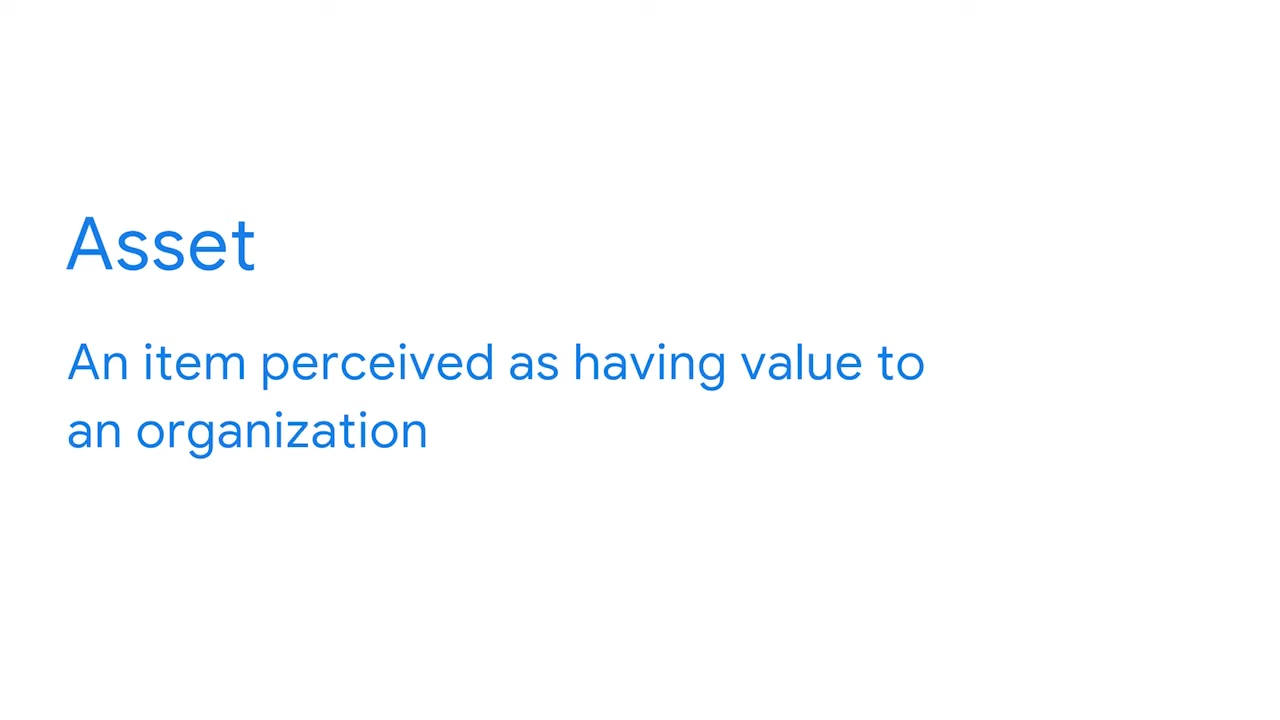 Asset
An item perceived as having value to
an organization